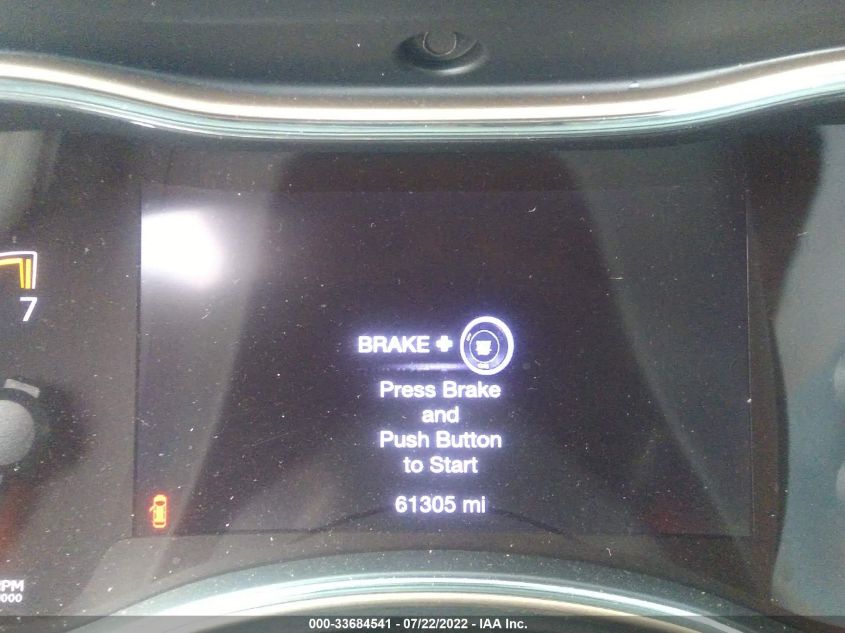 7
BRAKE +
Press Brake
and
Push Button
to Start
61305 mi
000-33684541 / 07/22/2022 - IAA Inc.